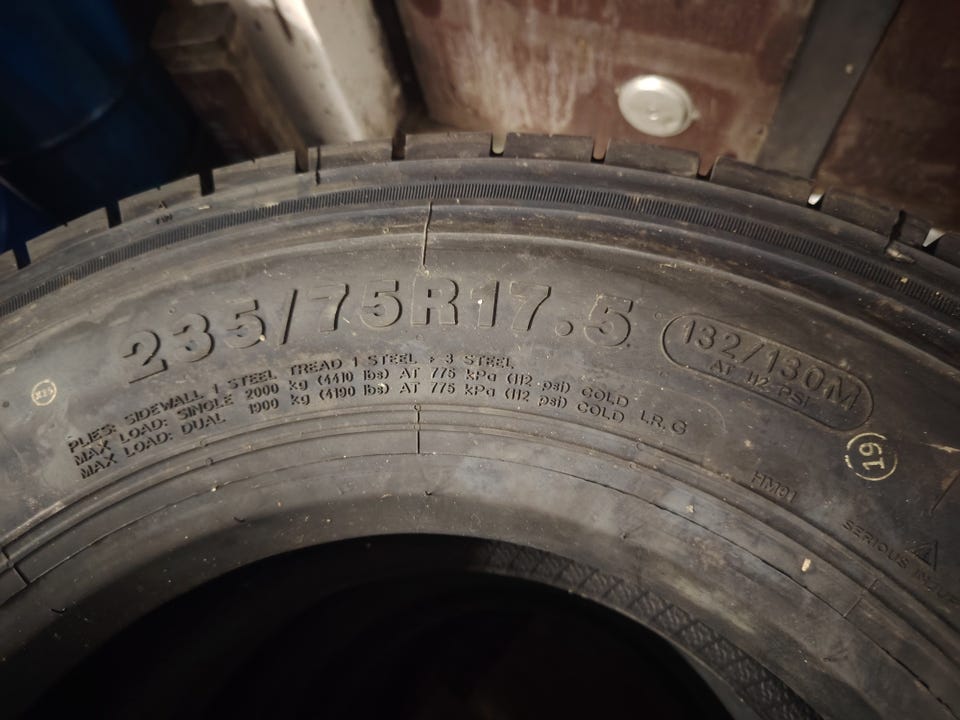 235/75R17.5
132/130M
AT 112 PSI
PLIES: SIDEWALL 1 STEEL TREAD 1 STEEL + 3 STEEL
MAX LOAD: SINGLE 2000 kg (4410 lbs) AT 775 kPa (112 psi) COLD
MAX LOAD: DUAL 1900 kg (4190 lbs) AT 775 kPa (112 psi) COLD L.R. G
19
HM01
SERIOUS